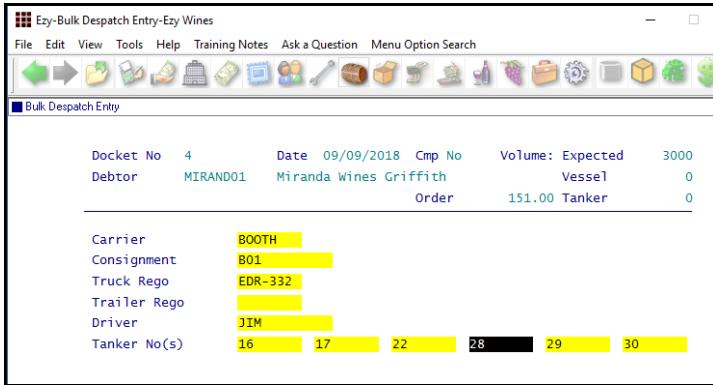 Ezy-Bulk Despatch Entry-Ezy Wines
File Edit View Tools Help Training Notes Ask a Question Menu Option Search
Bulk Despatch Entry
Docket No 4 Date 09/09/2018 Cmp No Volume: Expected 3000
Debtor MIRAND01 Miranda Wines Griffith Vessel 0
Order 151.00 Tanker 0
Carrier BOOTH
Consignment B01
Truck Rego EDR-332
Trailer Rego
Driver JIM
Tanker No(s) 16 17 22 28 29 30